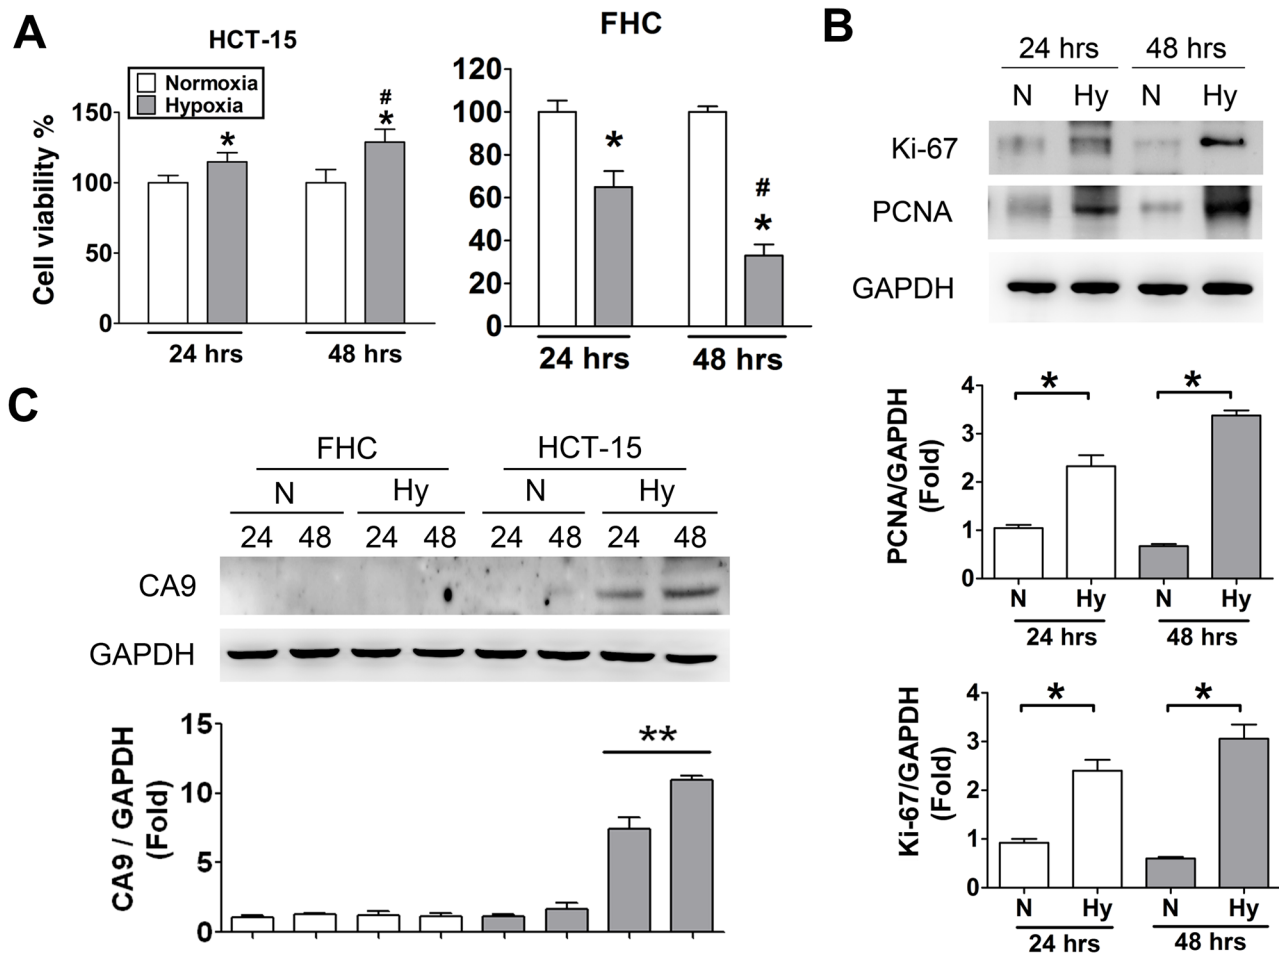 A
HCT-15
Normoxia
Hypoxia
Cell viability %
150
100
50
0
*
#
*
24 hrs
48 hrs
FHC
120
100
80
60
40
20
0
*
#
*
24 hrs
48 hrs
B
24 hrs 48 hrs
N Hy N Hy
Ki-67
PCNA
GAPDH
PCNA/GAPDH
(Fold)
4
3
2
1
0
* *
N Hy N Hy
24 hrs 48 hrs
Ki-67/GAPDH
(Fold)
4
3
2
1
0
* *
N Hy N Hy
24 hrs 48 hrs
C
FHC HCT-15
N Hy N Hy
24 48 24 48 24 48 24 48
CA9
GAPDH
CA9 / GAPDH
(Fold)
15
10
5
0
**